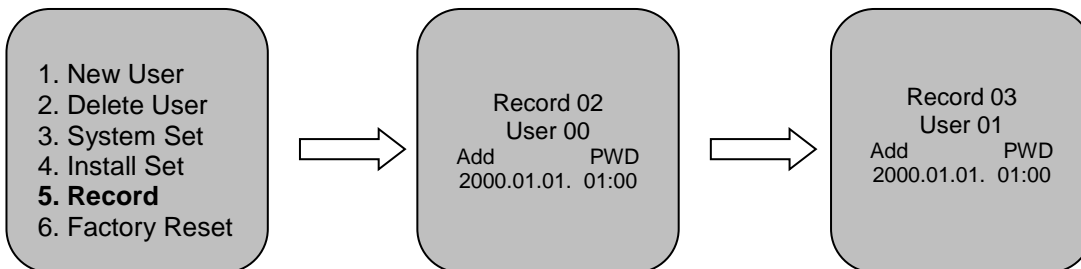 1. New User
2. Delete User
3. System Set
4. Install Set
5. Record
6. Factory Reset
Record 02
User 00
Add PWD
2000.01.01. 01:00
Record 03
User 01
Add PWD
2000.01.01. 01:00